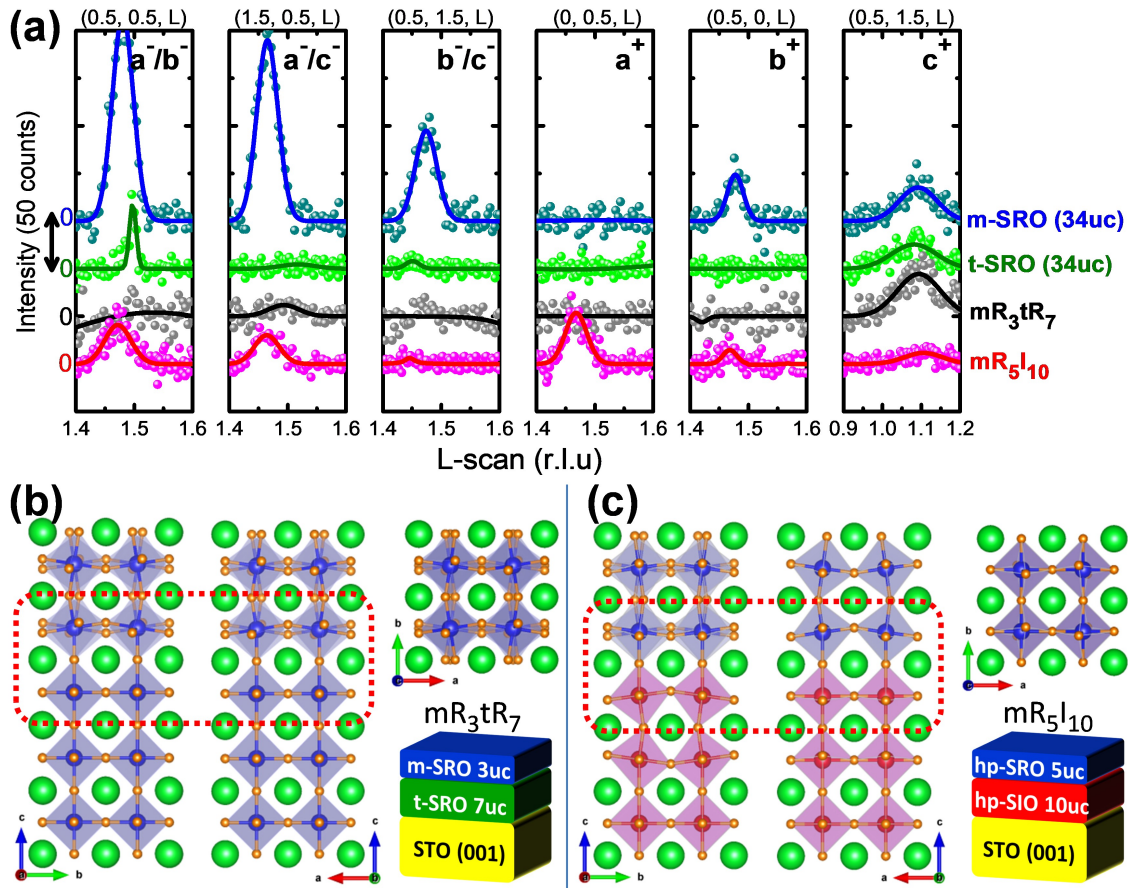 (a)
(0.5, 0.5, L) (1.5, 0.5, L) (0.5, 1.5, L) (0, 0.5, L) (0.5, 0, L) (0.5, 1.5, L)
a⁻/b⁻ a⁻/c⁻ b⁻/c⁻ a⁺ b⁺ c⁺
Intensity (50 counts)
0 m-SRO (34uc)
0 t-SRO (34uc)
0 mR₃tR₇
0 mR₅I₁₀
1.4 1.5 1.6 1.4 1.5 1.6 1.4 1.5 1.6 1.4 1.5 1.6 1.4 1.5 1.6 0.9 1.0 1.1 1.2
L-scan (r.l.u)
(b)
b
c a
mR₃tR₇
m-SRO 3uc
t-SRO 7uc
STO (001)
c
a b
c
a b
(c)
b
c a
mR₅I₁₀
hp-SRO 5uc
hp-SIO 10uc
STO (001)
c
a b
c
a b